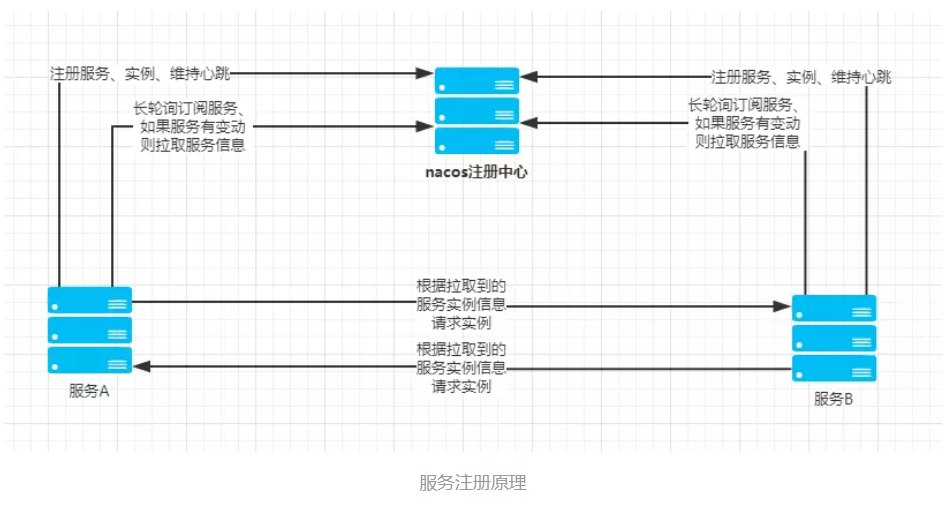 注册服务、实例、维持心跳
注册服务、实例、维持心跳
长轮询订阅服务、
如果服务有变动
则拉取服务信息
长轮询订阅服务、
如果服务有变动
则拉取服务信息
nacos注册中心
根据拉取到的
服务实例信息
请求实例
根据拉取到的
服务实例信息
请求实例
服务A
服务B
服务注册原理